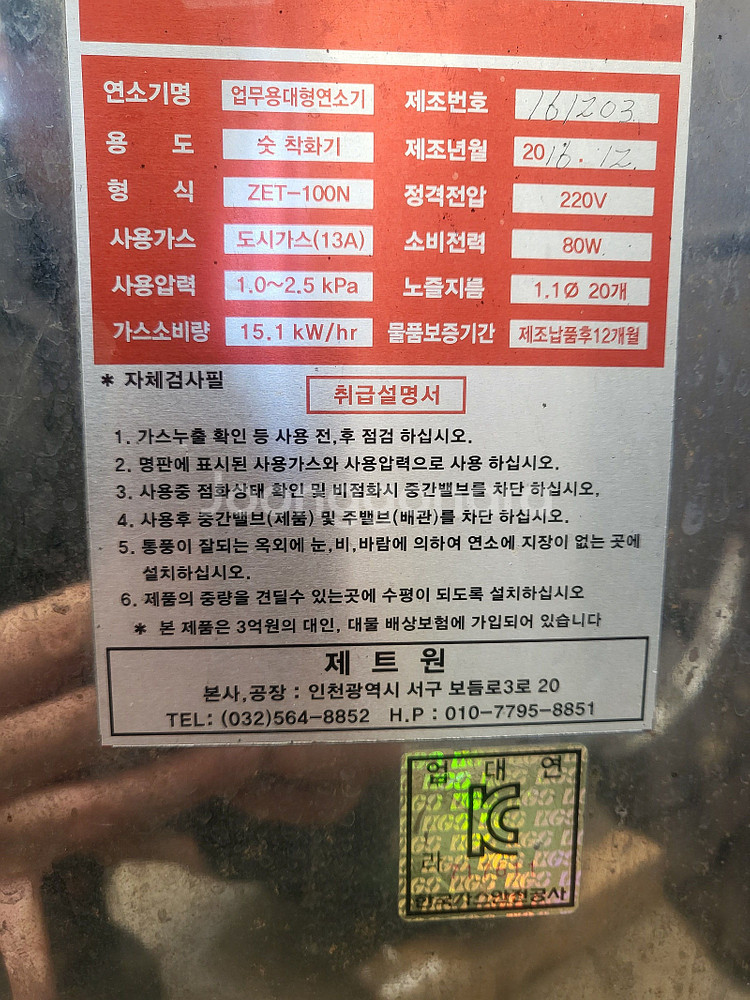 연소기명 업무용대형연소기 제조번호 161203
용 도 숯 착화기 제조년월 2016. 12.
형 식 ZET-100N 정격전압 220V
사용가스 도시가스(13A) 소비전력 80W
사용압력 1.0~2.5 kPa 노즐지름 1.1Ø 20개
가스소비량 15.1 kW/hr 물품보증기간 제조납품후12개월
* 자체검사필
취급설명서
1. 가스누출 확인 등 사용 전,후 점검 하십시오.
2. 명판에 표시된 사용가스와 사용압력으로 사용 하십시오.
3. 사용중 점화상태 확인 및 비점화시 중간밸브를 차단 하십시오.
4. 사용후 중간밸브(제품) 및 주밸브(배관)를 차단 하십시오.
5. 통풍이 잘되는 옥외에 눈,비,바람에 의하여 연소에 지장이 없는 곳에
설치하십시오.
6. 제품의 중량을 견딜수 있는곳에 수평이 되도록 설치하십시오
* 본 제품은 3억원의 대인, 대물 배상보험에 가입되어 있습니다
제 트 원
본사,공장 : 인천광역시 서구 보듬로3로 20
TEL: (032)564-8852 H.P : 010-7795-8851
업 대 연
KC
라
한국가스안전공사